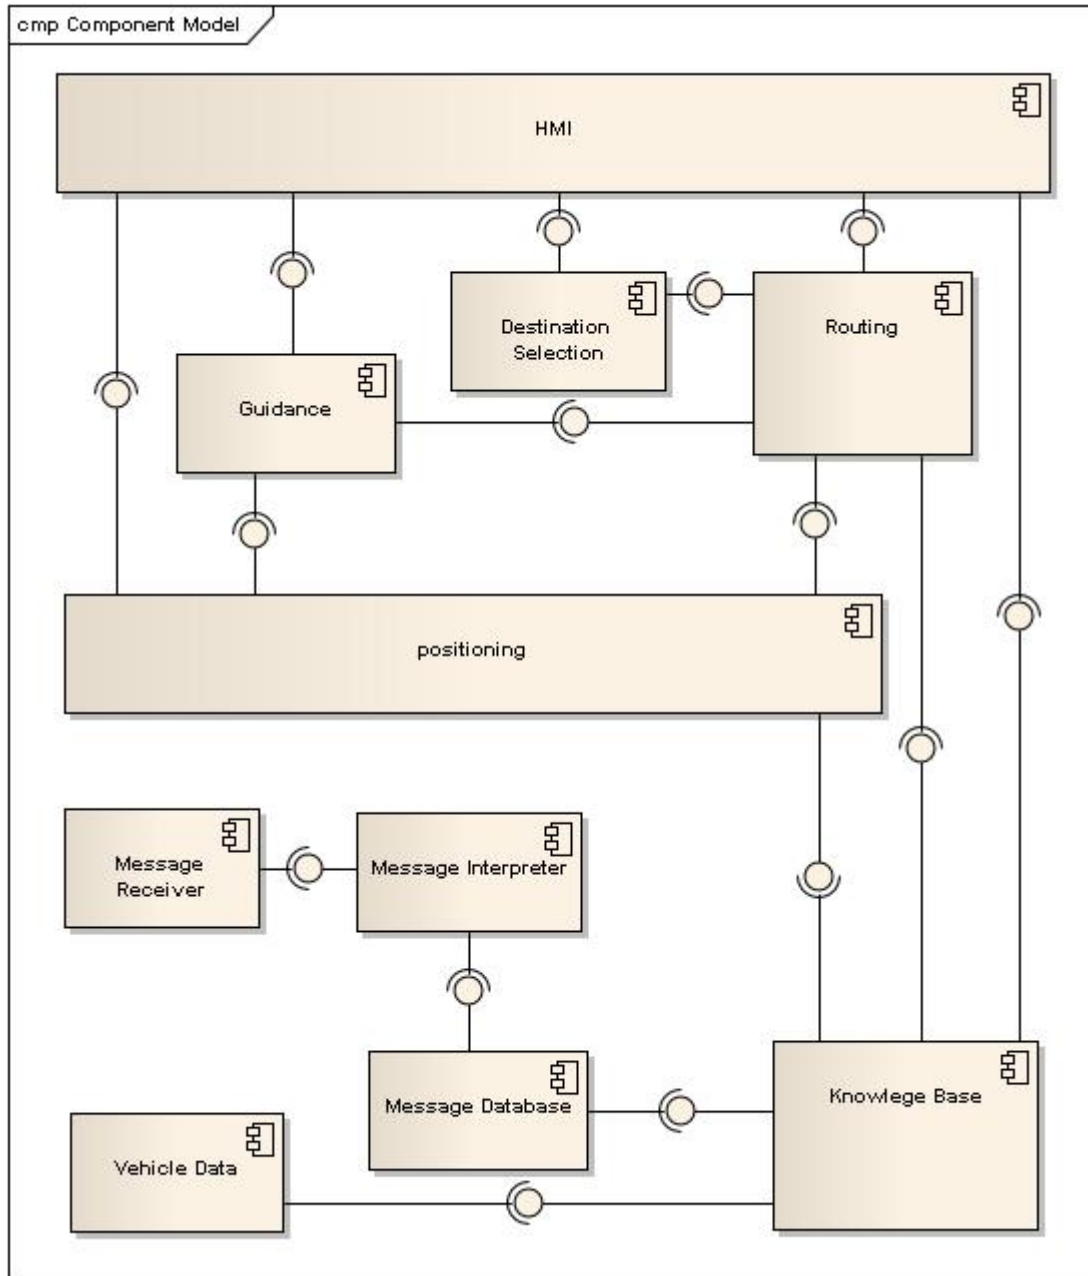 cmp Component Model
HMI
Destination
Selection
Routing
Guidance
positioning
Message
Receiver
Message Interpreter
Message Database
Knowlege Base
Vehicle Data